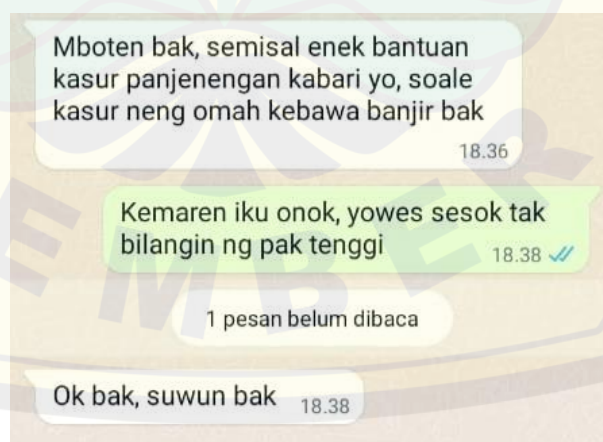 Mboten bak, semisal enek bantuan
kasur panjenengan kabari yo, soale
kasur neng omah kebawa banjir bak
18.36
Kemaren iku onok, yowes sesok tak
bilangin ng pak tenggi
18.38
1 pesan belum dibaca
Ok bak, suwun bak 18.38
EMBER